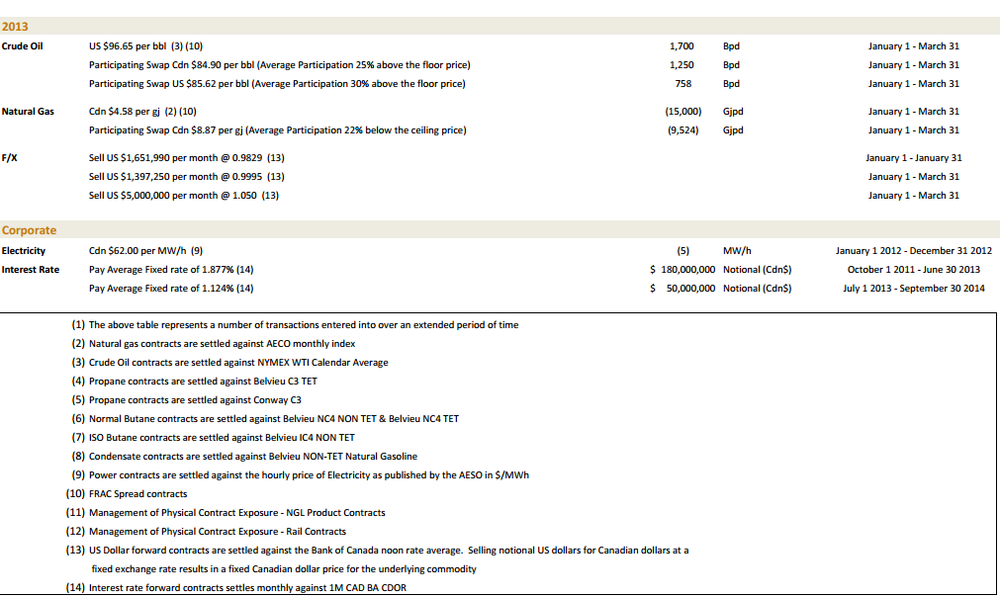 2013
Crude Oil US $96.65 per bbl (3) (10) 1,700 Bpd January 1 - March 31
Participating Swap Cdn $84.90 per bbl (Average Participation 25% above the floor price) 1,250 Bpd January 1 - March 31
Participating Swap US $85.62 per bbl (Average Participation 30% above the floor price) 758 Bpd January 1 - March 31
Natural Gas Cdn $4.58 per gj (2) (10) (15,000) Gjpd January 1 - March 31
Participating Swap Cdn $8.87 per gj (Average Participation 22% below the ceiling price) (9,524) Gjpd January 1 - March 31
F/X Sell US $1,651,990 per month @ 0.9829 (13) January 1 - January 31
Sell US $1,397,250 per month @ 0.9995 (13) January 1 - March 31
Sell US $5,000,000 per month @ 1.050 (13) January 1 - March 31
Corporate
Electricity Cdn $62.00 per MW/h (9) (5) MW/h January 1 2012 - December 31 2012
Interest Rate Pay Average Fixed rate of 1.877% (14) $ 180,000,000 Notional (Cdn$) October 1 2011 - June 30 2013
Pay Average Fixed rate of 1.124% (14) $ 50,000,000 Notional (Cdn$) July 1 2013 - September 30 2014
(1) The above table represents a number of transactions entered into over an extended period of time
(2) Natural gas contracts are settled against AECO monthly index
(3) Crude Oil contracts are settled against NYMEX WTI Calendar Average
(4) Propane contracts are settled against Belvieu C3 TET
(5) Propane contracts are settled against Conway C3
(6) Normal Butane contracts are settled against Belvieu NC4 NON TET & Belvieu NC4 TET
(7) ISO Butane contracts are settled against Belvieu IC4 NON TET
(8) Condensate contracts are settled against Belvieu NON-TET Natural Gasoline
(9) Power contracts are settled against the hourly price of Electricity as published by the AESO in $/MWh
(10) FRAC Spread contracts
(11) Management of Physical Contract Exposure - NGL Product Contracts
(12) Management of Physical Contract Exposure - Rail Contracts
(13) US Dollar forward contracts are settled against the Bank of Canada noon rate average. Selling notional US dollars for Canadian dollars at a
fixed exchange rate results in a fixed Canadian dollar price for the underlying commodity
(14) Interest rate forward contracts settles monthly against 1M CAD BA CDOR